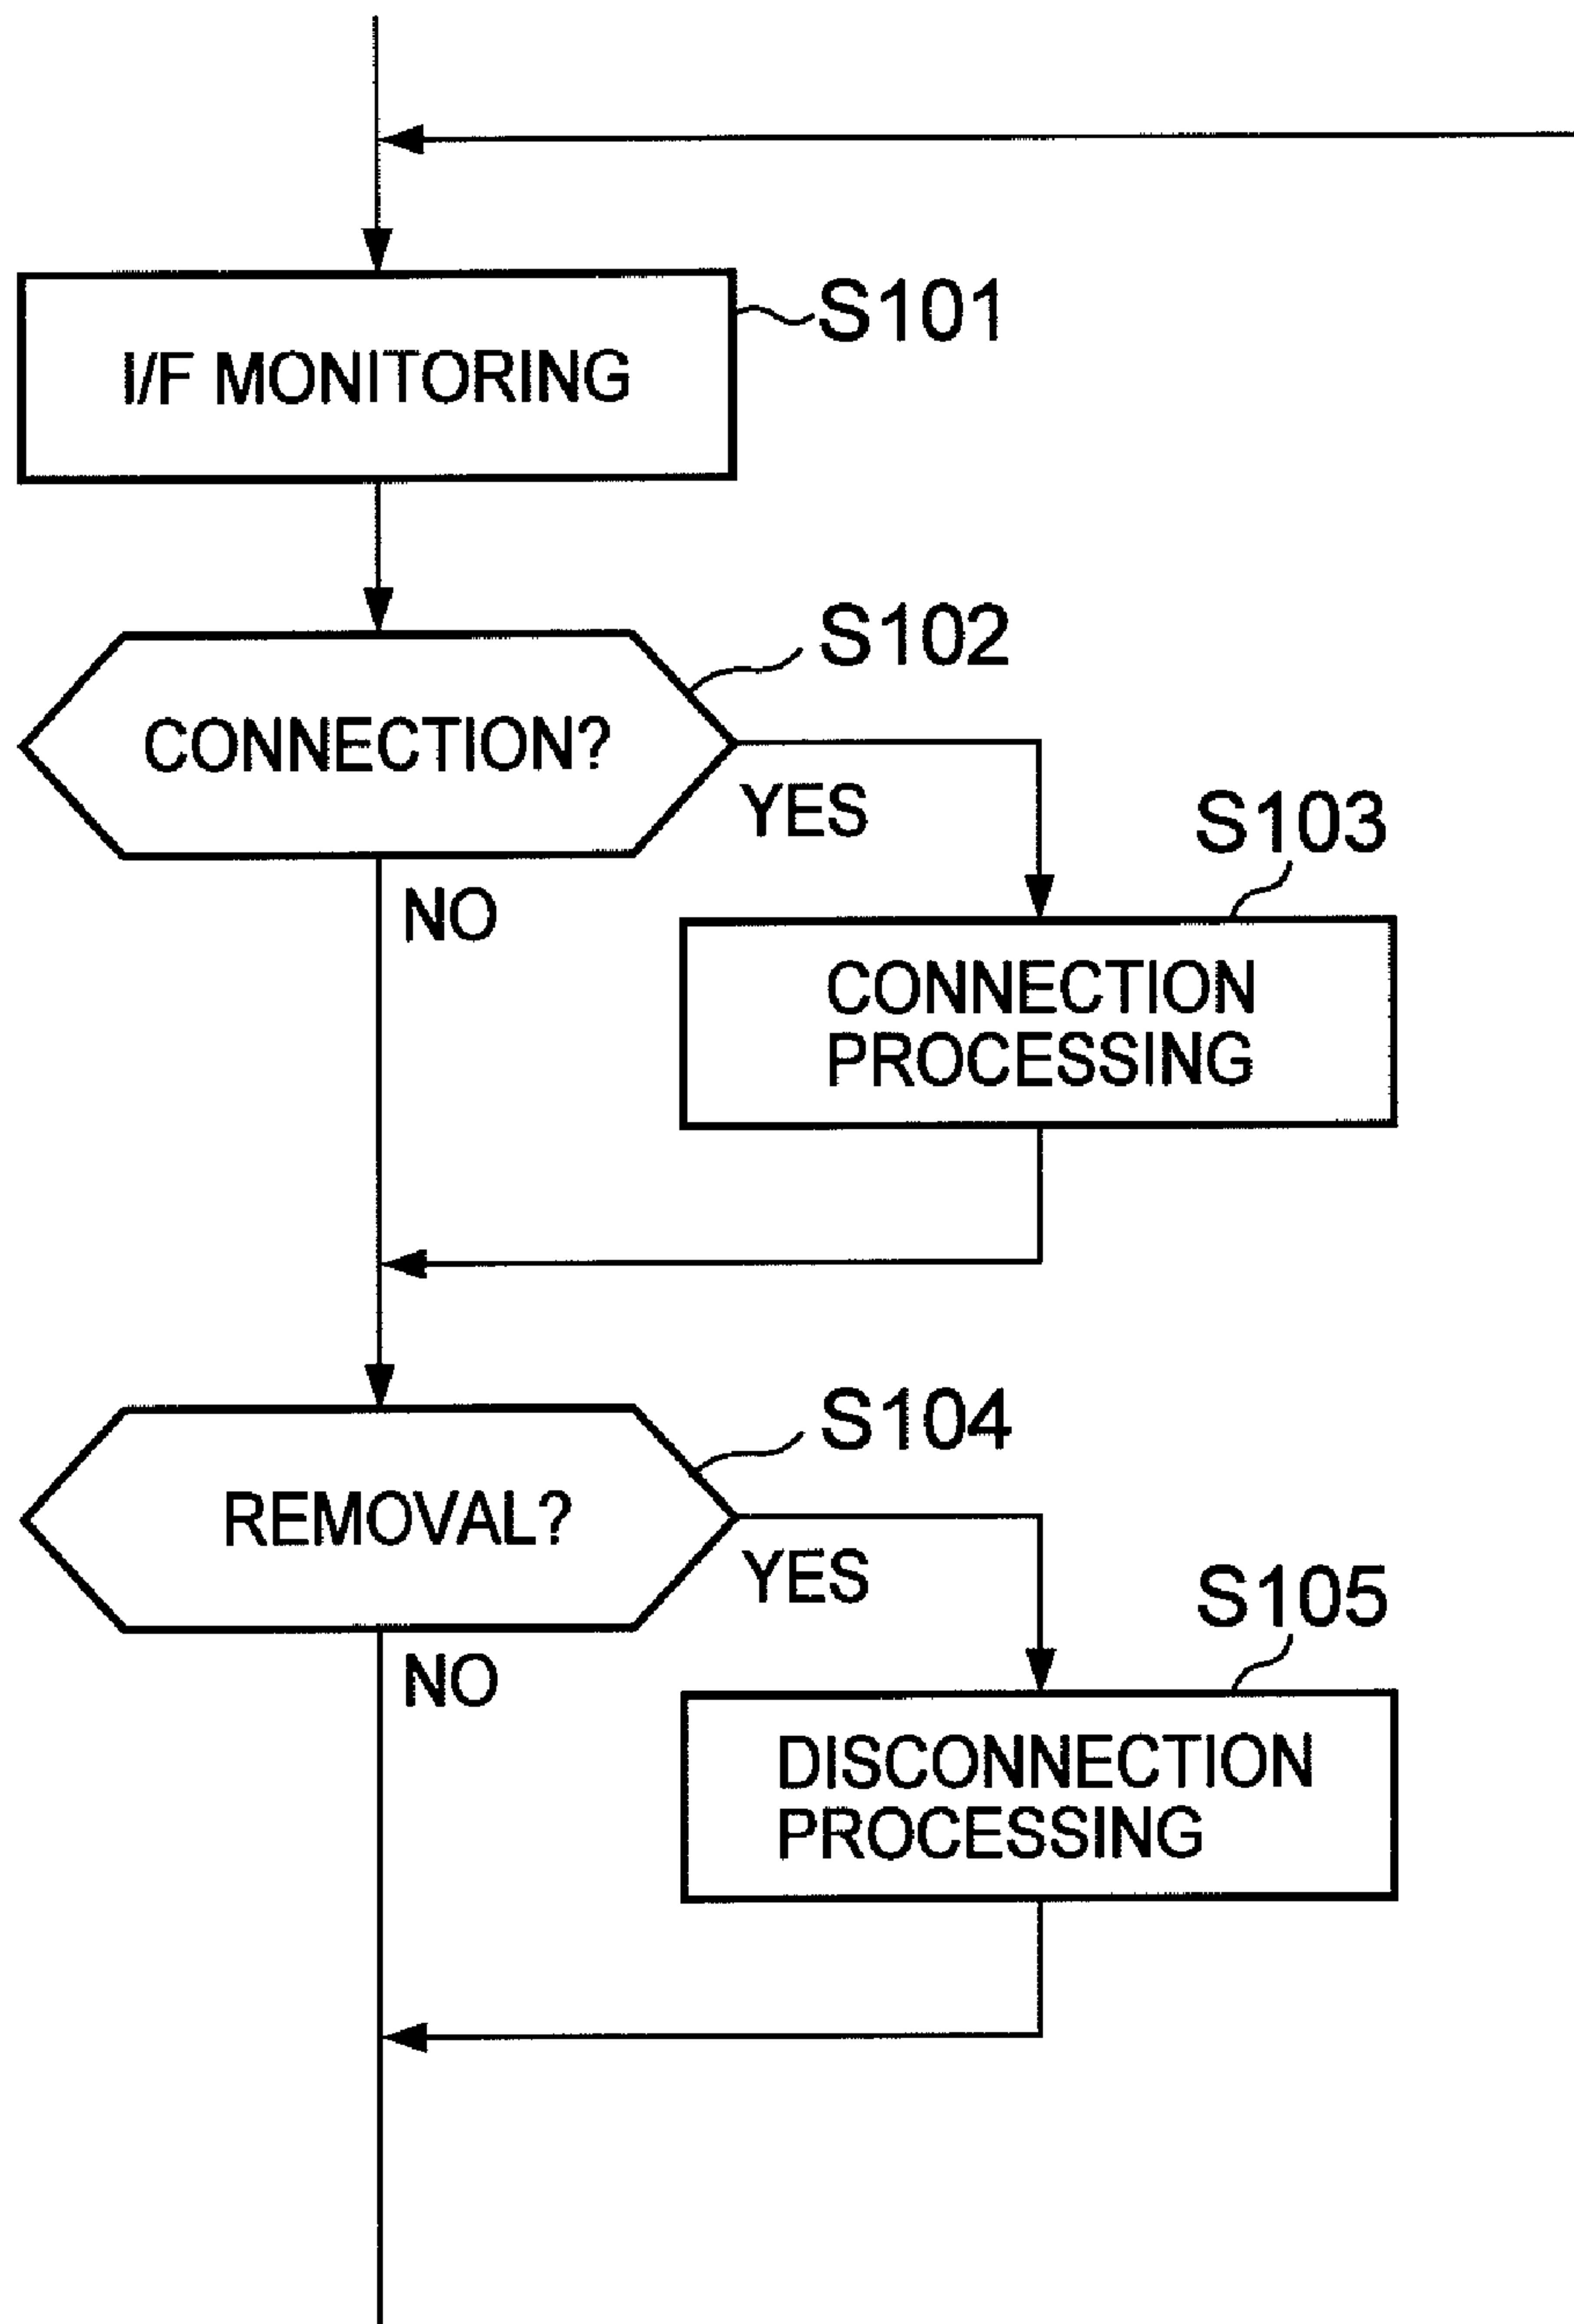 S101
I/F MONITORING
S102
CONNECTION?
YES
S103
NO
CONNECTION
PROCESSING
S104
REMOVAL?
YES
S105
NO
DISCONNECTION
PROCESSING